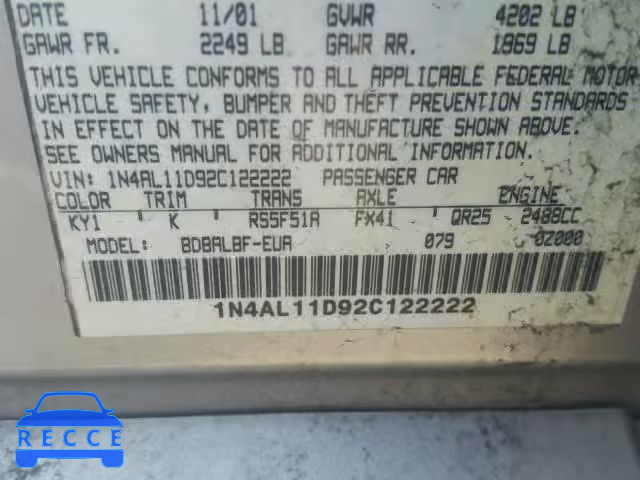 DATE 11/01 GVWR 4202 LB
GAWR FR. 2249 LB GAWR RR. 1969 LB
THIS VEHICLE CONFORMS TO ALL APPLICABLE FEDERAL MOTOR
VEHICLE SAFETY, BUMPER AND THEFT PREVENTION STANDARDS
IN EFFECT ON THE DATE OF MANUFACTURE SHOWN ABOVE.
SEE OWNERS MANUAL FOR ADDITIONAL INFORMATION.
VIN: 1N4AL11D92C122222 PASSENGER CAR
COLOR TRIM TRANS AXLE ENGINE
KY1 K RS5F51A FX41 QR25 2488CC
MODEL: BDBALBF-EUA 079 0Z000
1N4AL11D92C122222
RECCE